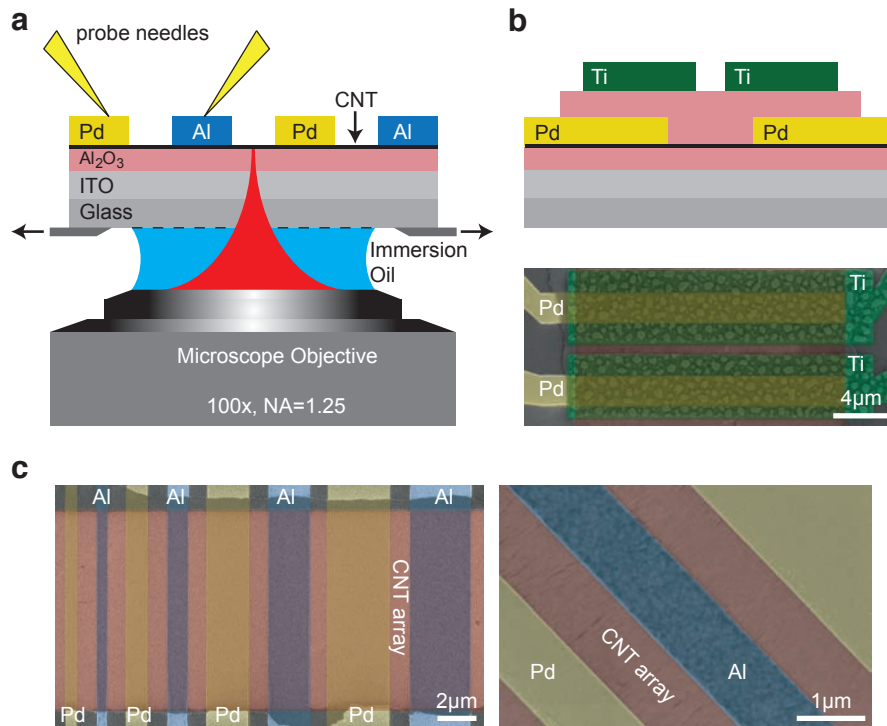 a
probe needles
CNT
Pd
Al
Pd
Al
Al₂O₃
ITO
Glass
Immersion
Oil
Microscope Objective
100x, NA=1.25
b
Ti
Ti
Pd
Pd
Pd
Ti
Pd
Ti
4μm
c
Al
Al
Al
Al
CNT array
Pd
Pd
Pd
Pd
2μm
CNT array
Pd
Al
1μm